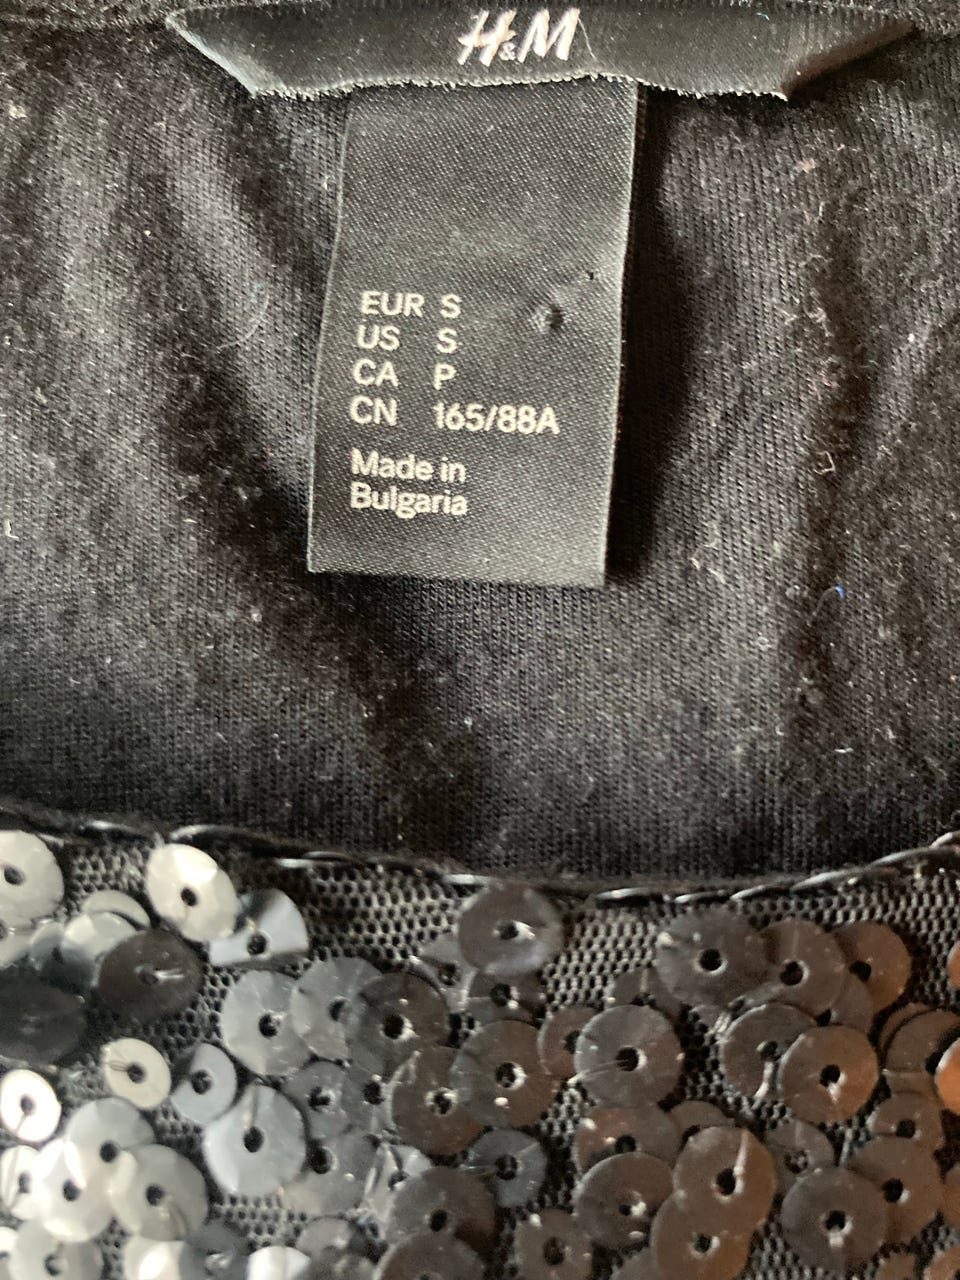 H&M
EUR S
US S
CA P
CN 165/88A
Made in
Bulgaria